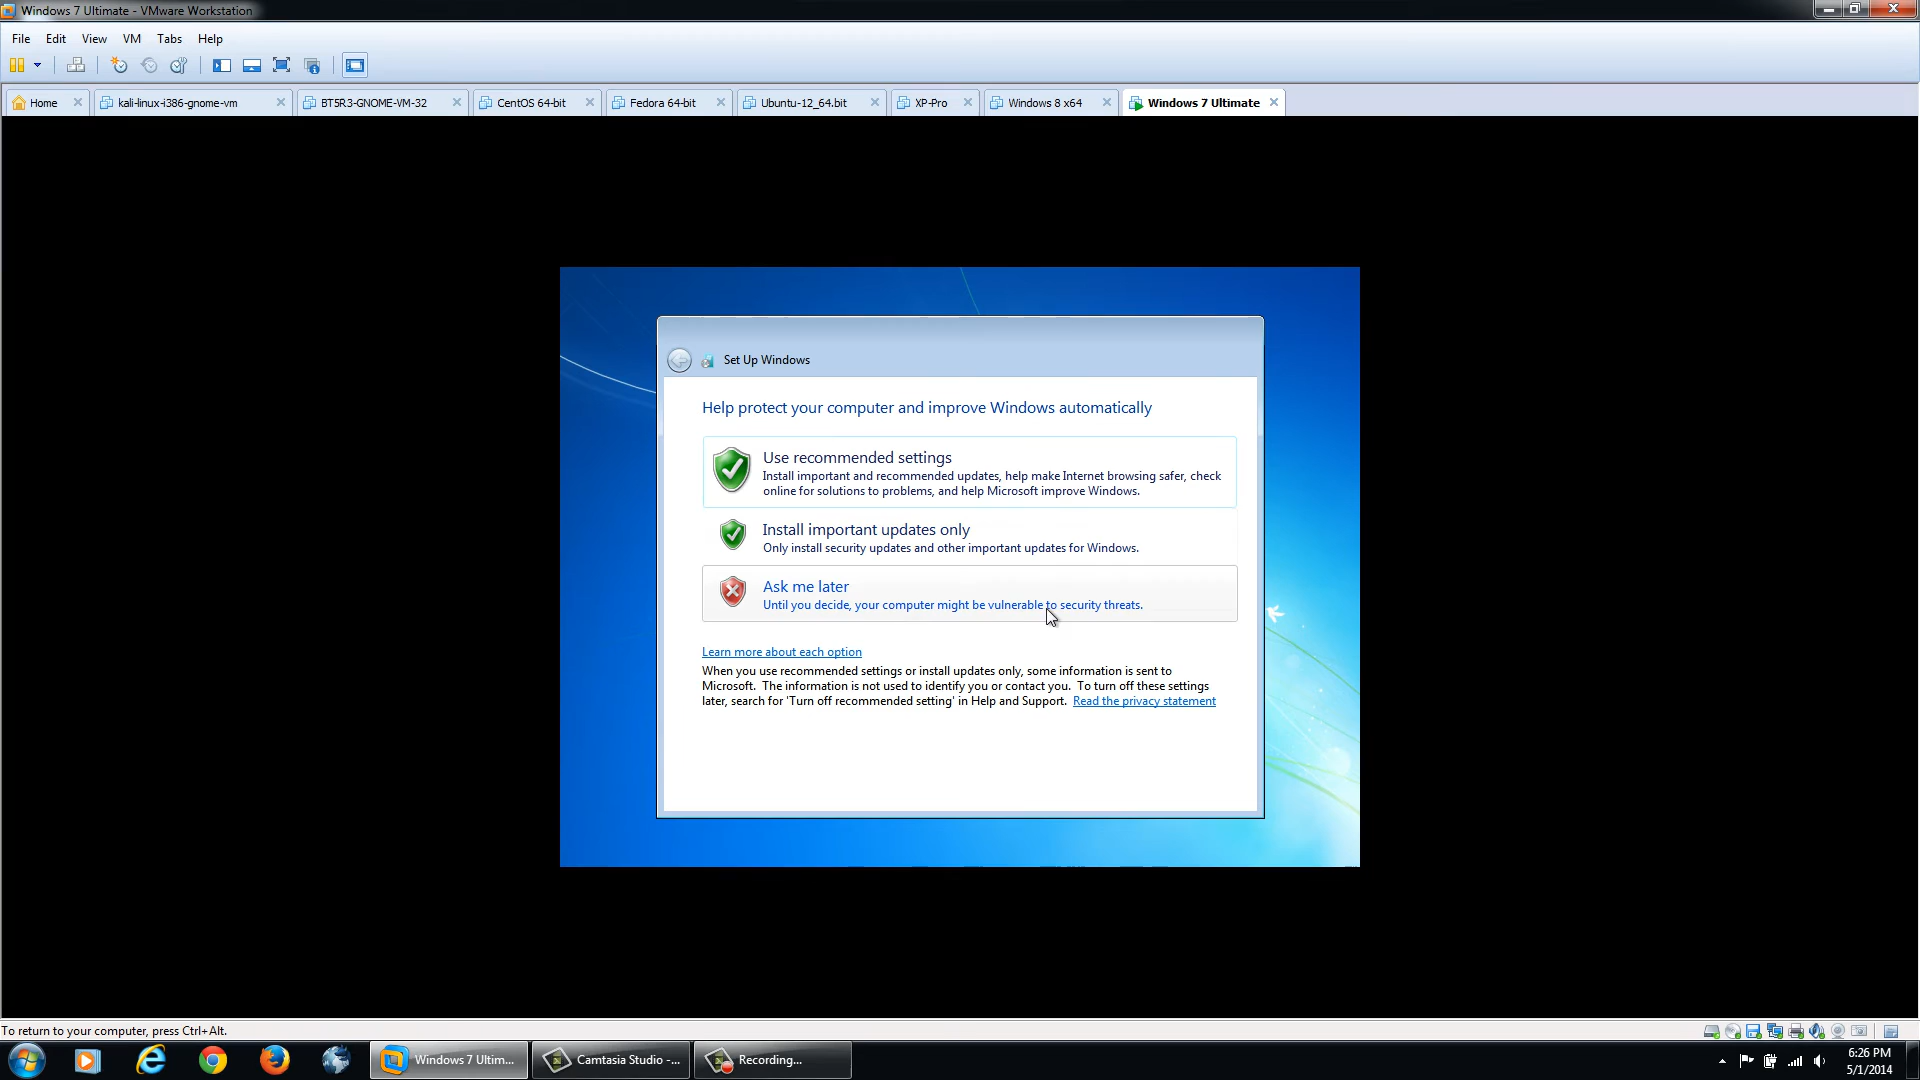 Windows 7 Ultimate - VMware Workstation
File Edit View VM Tabs Help
Home kali-linux-i386-gnome-vm BT5R3-GNOME-VM-32 CentOS 64-bit Fedora 64-bit Ubuntu-12_64.bit XP-Pro Windows 8 x64 Windows 7 Ultimate
Set Up Windows
Help protect your computer and improve Windows automatically
Use recommended settings
Install important and recommended updates, help make Internet browsing safer, check
online for solutions to problems, and help Microsoft improve Windows.
Install important updates only
Only install security updates and other important updates for Windows.
Ask me later
Until you decide, your computer might be vulnerable to security threats.
Learn more about each option
When you use recommended settings or install updates only, some information is sent to
Microsoft. The information is not used to identify you or contact you. To turn off these settings
later, search for 'Turn off recommended setting' in Help and Support. Read the privacy statement
To return to your computer, press Ctrl+Alt.
Windows 7 Ultim... Camtasia Studio -... Recording... 6:26 PM
5/1/2014